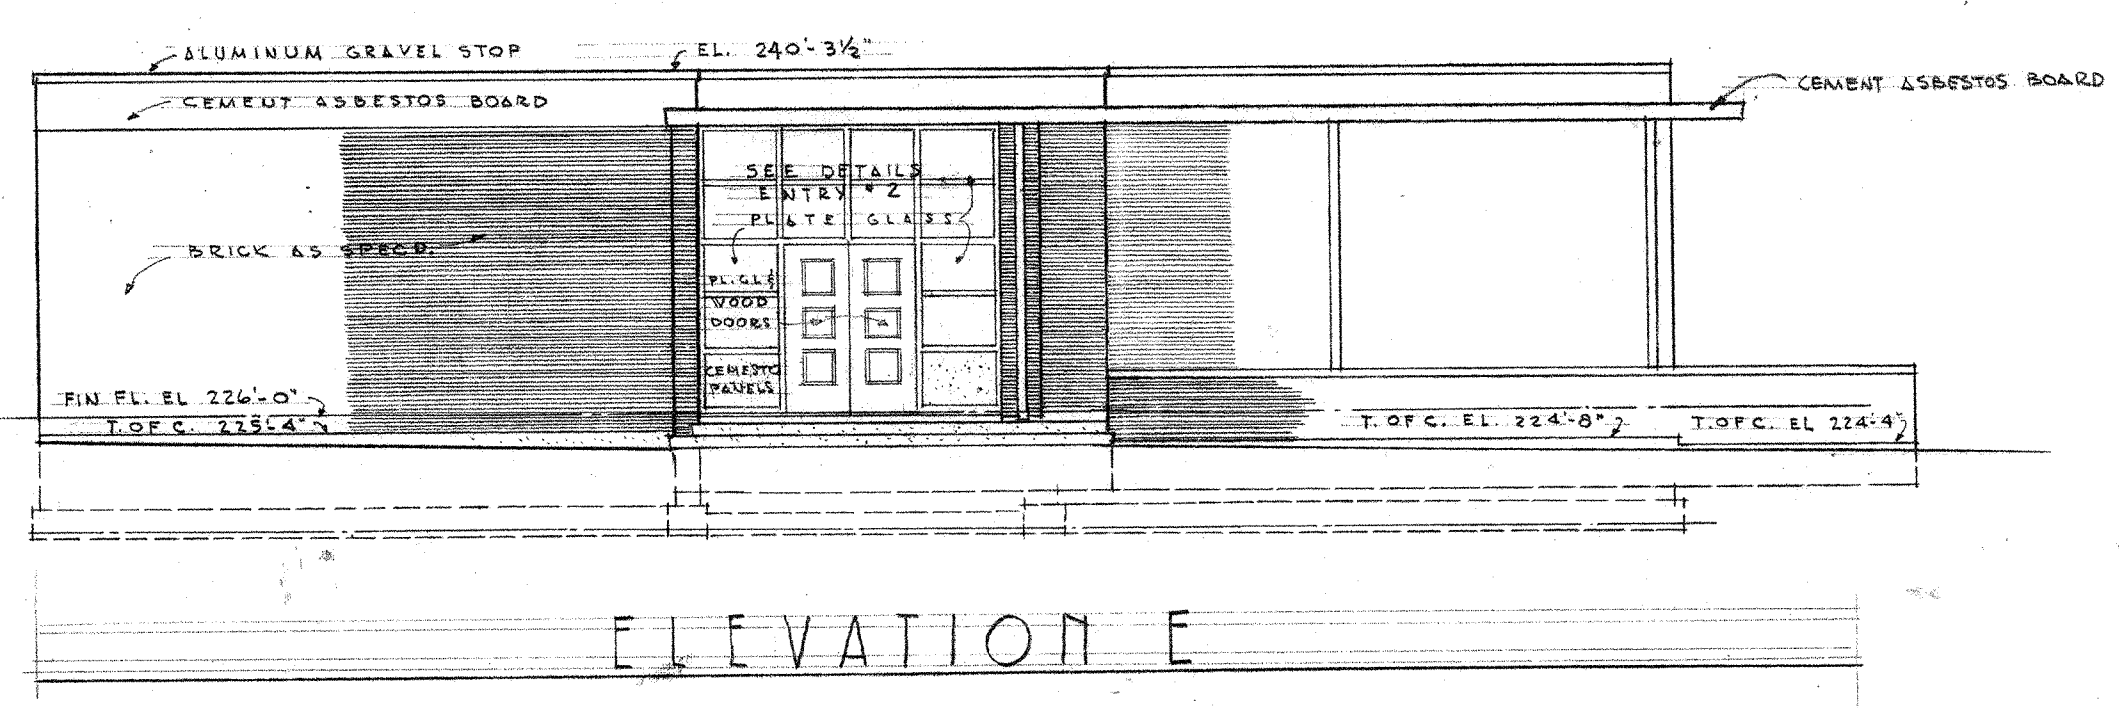 ALUMINUM GRAVEL STOP
EL. 240'-3½"
CEMENT ASBESTOS BOARD
CEMENT ASBESTOS BOARD
SEE DETAILS
ENTRY # 2
PLATE GLASS
BRICK AS SPECD.
PL. GL &
WOOD
DOORS
CEMESTO
PANELS
FIN FL. EL 226'-0"
T. OF C. 225'-4"
T. OF C. EL. 224'-8"
T. OF C. EL 224'-4"
ELEVATION E